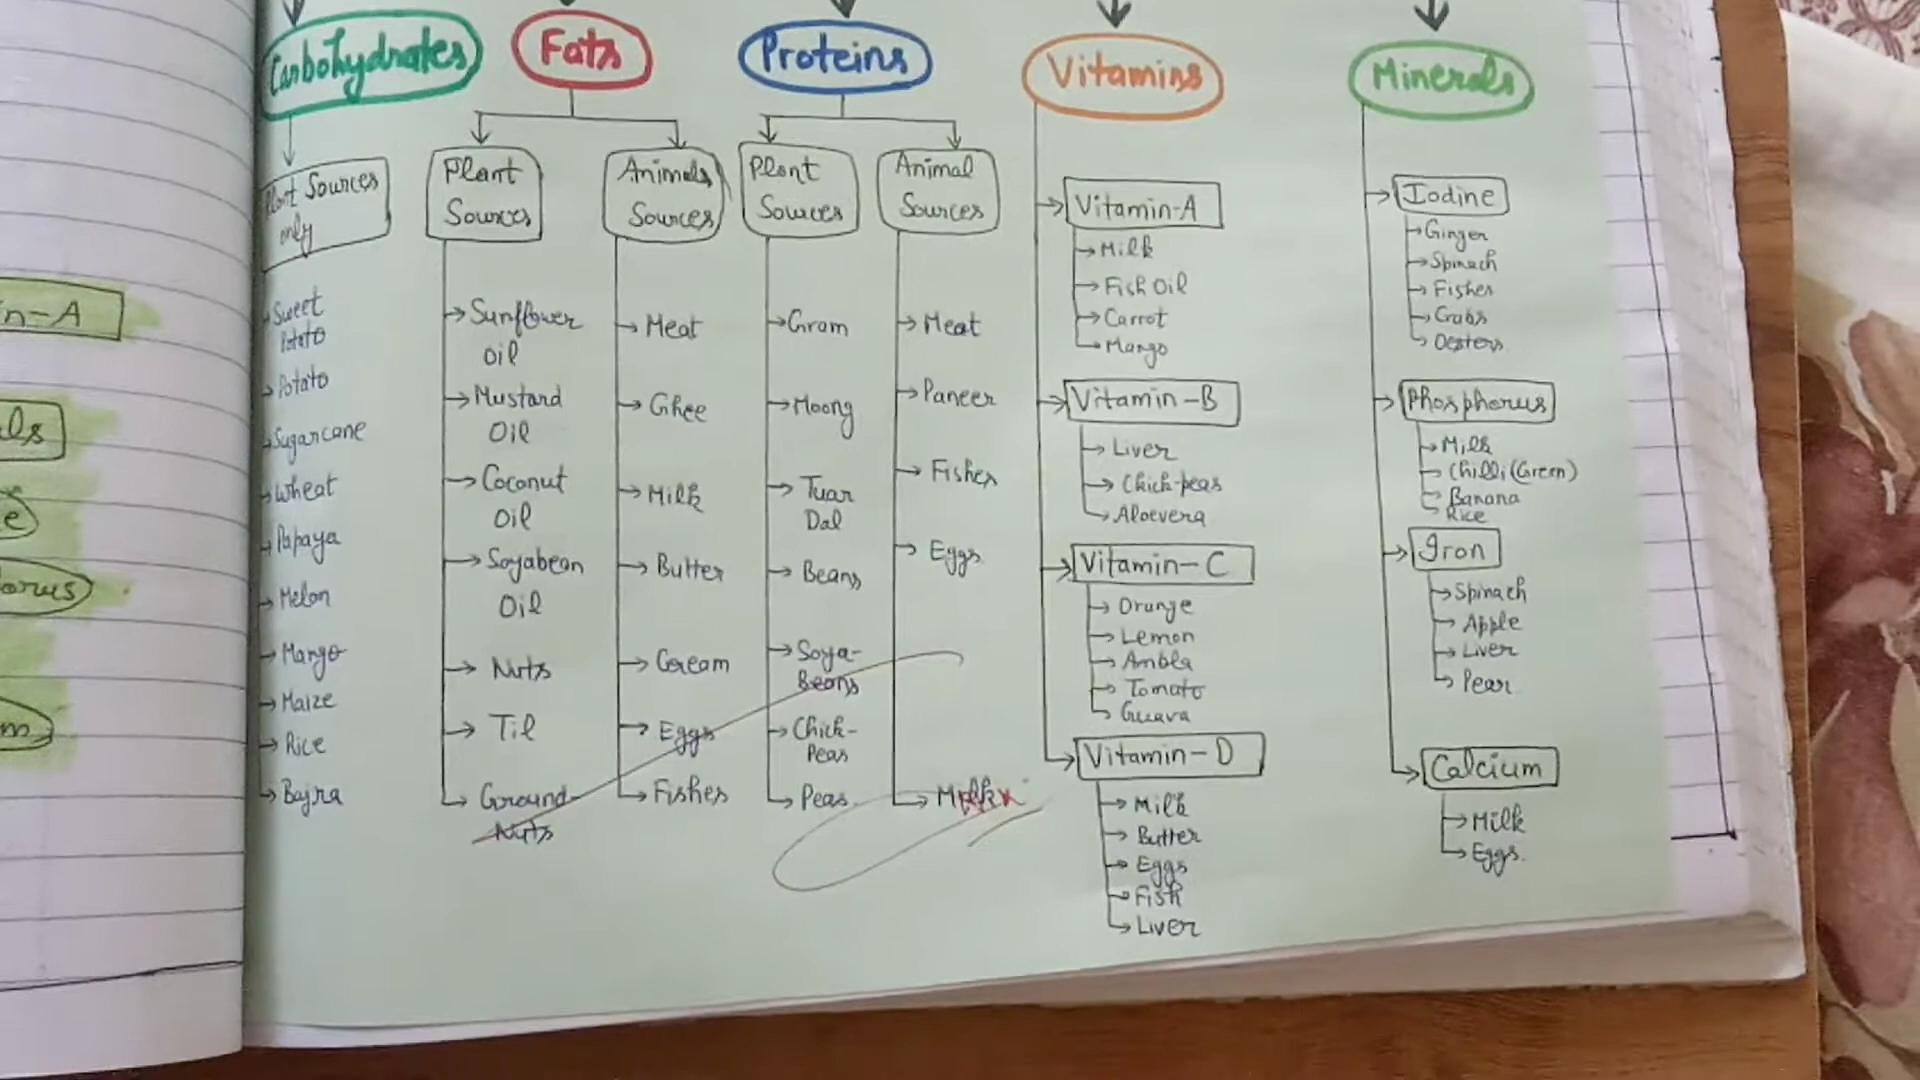 Carbohydrates
Plant Sources
only
Sweet
Potato
Potato
Sugarcane
Wheat
Papaya
Melon
Mango
Maize
Rice
Bajra
Fats
Plant
Sources
Sunflower
Oil
Mustard
Oil
Coconut
Oil
Soyabean
Oil
Nuts
Til
Ground-
Nuts
Animals
Sources
Meat
Ghee
Milk
Butter
Cream
Eggs
Fishes
Proteins
Plant
Sources
Gram
Moong
Tuar
Dal
Beans
Soya-
Beans
Chick-
Peas
Peas
Animal
Sources
Meat
Paneer
Fishes
Eggs
Milk
Vitamins
Vitamin-A
Milk
Fish Oil
Carrot
Mango
Vitamin-B
Liver
Chick-peas
Aloevera
Vitamin-C
Orange
Lemon
Ambla
Tomato
Guava
Vitamin-D
Milk
Butter
Eggs
Fish
Liver
Minerals
Iodine
Ginger
Spinach
Fishes
Crabs
Oesters
Phosphorus
Milk
Chilli (Green)
Banana
Rice
Iron
Spinach
Apple
Liver
Pear
Calcium
Milk
Eggs.
n-A
ls
e
orus
m